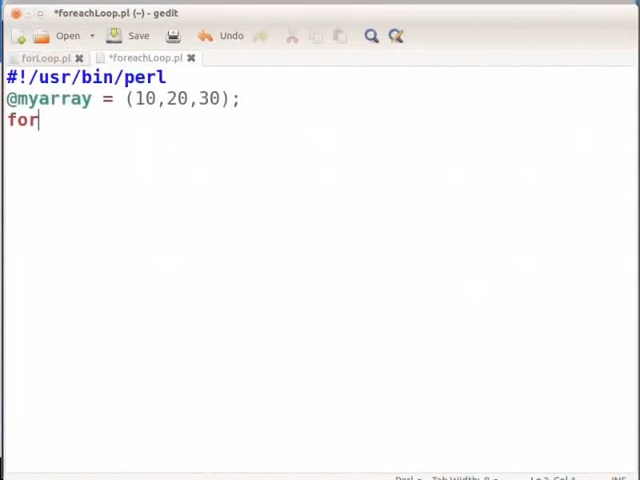 *foreachLoop.pl (~) - gedit
Open Save Undo
forLoop.pl *foreachLoop.pl
#!/usr/bin/perl
@myarray = (10,20,30);
for